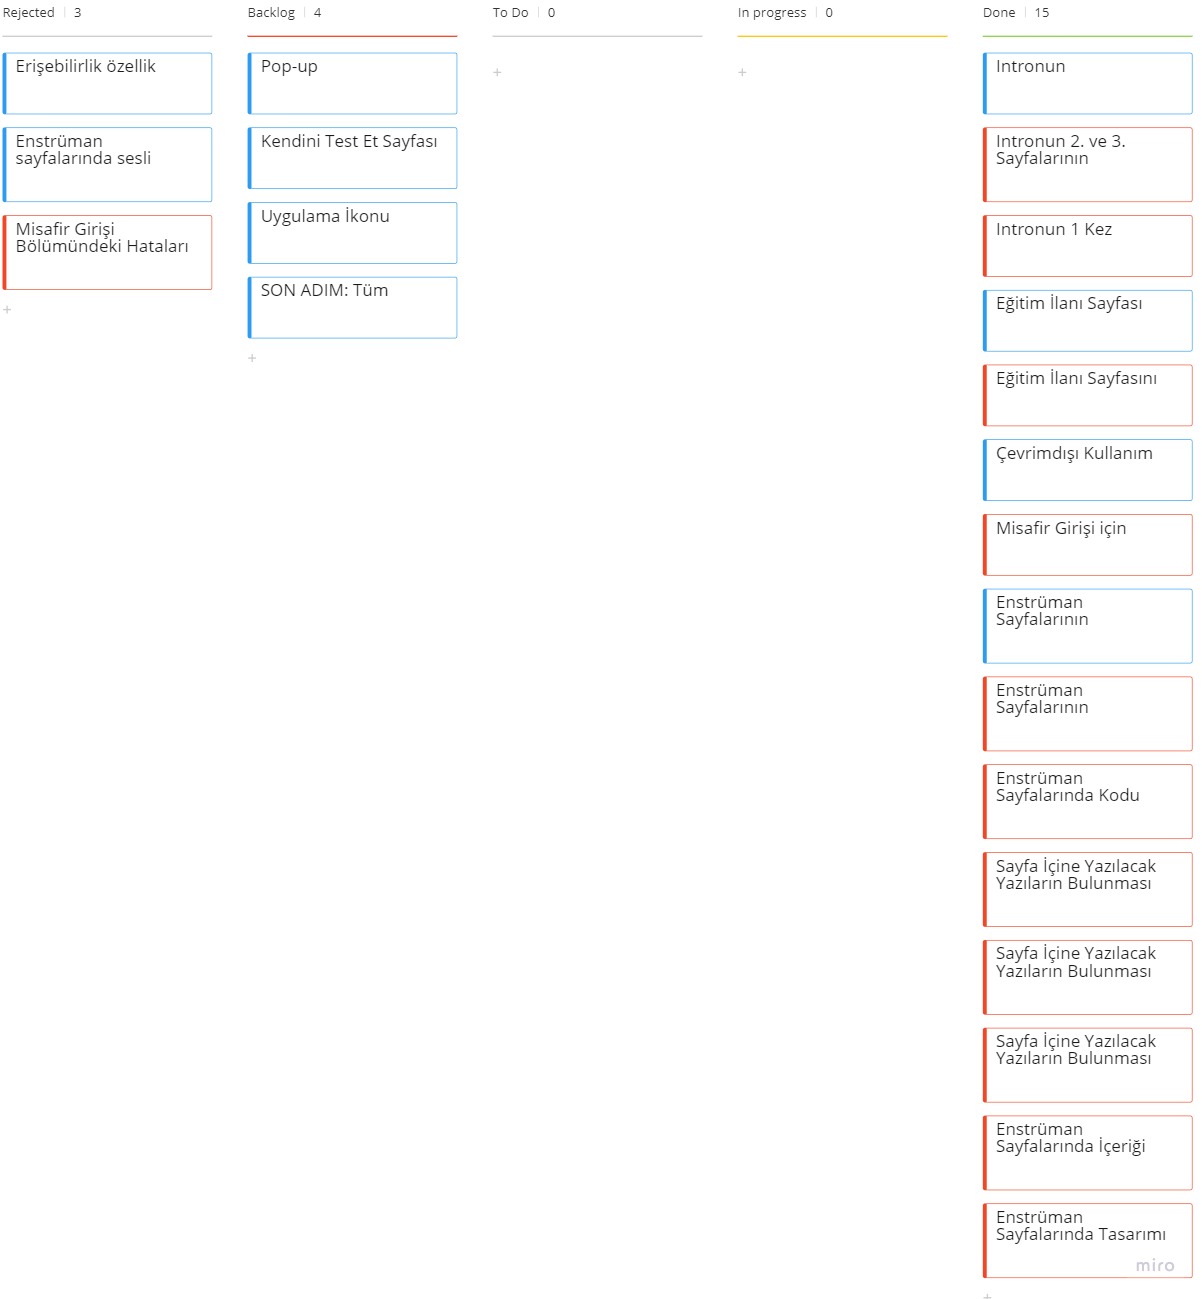 Rejected 3
Erişebilirlik özellik
Enstrüman
sayfalarında sesli
Misafir Girişi
Bölümündeki Hataları
+
Backlog 4
Pop-up
Kendini Test Et Sayfası
Uygulama İkonu
SON ADIM: Tüm
+
To Do 0
+
In progress 0
+
Done 15
Intronun
Intronun 2. ve 3.
Sayfalarının
Intronun 1 Kez
Eğitim İlanı Sayfası
Eğitim İlanı Sayfasını
Çevrimdışı Kullanım
Misafir Girişi için
Enstrüman
Sayfalarının
Enstrüman
Sayfalarının
Enstrüman
Sayfalarında Kodu
Sayfa İçine Yazılacak
Yazıların Bulunması
Sayfa İçine Yazılacak
Yazıların Bulunması
Sayfa İçine Yazılacak
Yazıların Bulunması
Enstrüman
Sayfalarında İçeriği
Enstrüman
Sayfalarında Tasarımı
miro
+